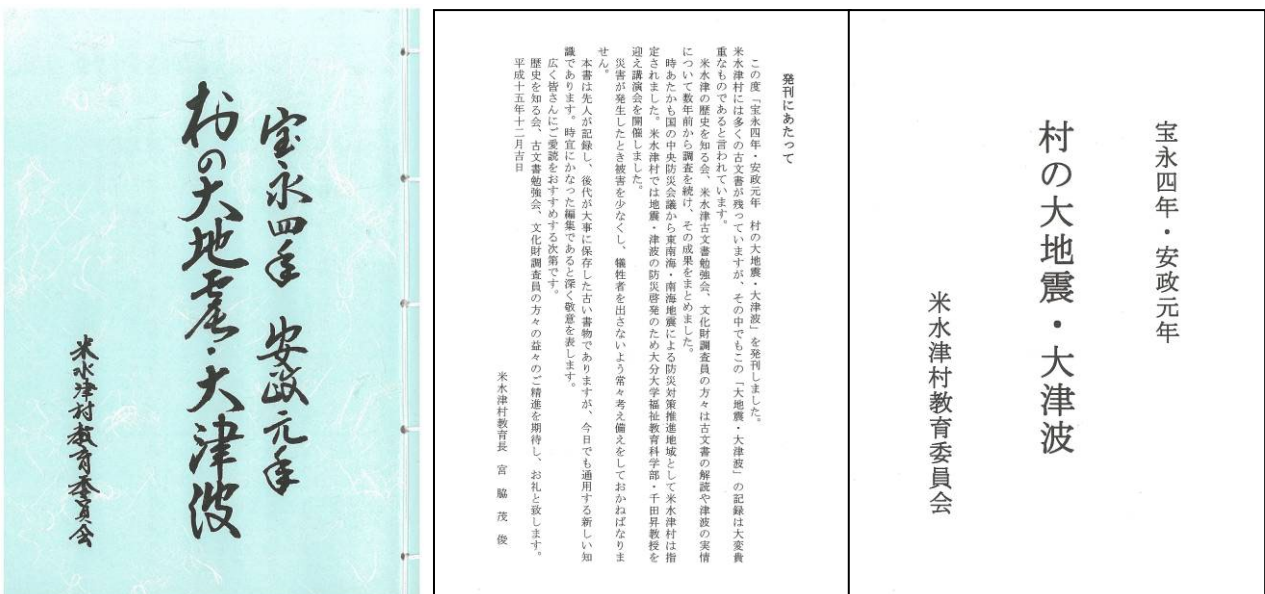 宝永四年 安政元年
村の大地震・大津波
米水津村教育委員会
宝永四年・安政元年
村の大地震・大津波
米水津村教育委員会
発刊にあたって
この度「宝永四年・安政元年 村の大地震・大津波」を発刊しました。
米水津村には多くの古文書が残っていますが、その中でもこの「大地震・大津波」の記録は大変貴
重なものであると言われています。
米水津の歴史を知る会、米水津古文書勉強会、文化財調査員の方々は古文書の解読や津波の実情
について数年前から調査を続け、その成果をまとめました。
時あたかも国の中央防災会議から東南海・南海地震による防災対策推進地域として米水津村は指
定されました。米水津村では地震・津波の防災啓発のため大分大学福祉教育科学部・千田昇教授を
迎え講演会を開催しました。
災害が発生したとき被害を少なくし、犠牲者を出さないよう常々考え備えをしておかねばなりま
せん。
本書は先人が記録し、後代が大事に保存した古い書物でありますが、今日でも通用する新しい知
識であります。時宜にかなった編集であると深く敬意を表します。
広く皆さんにご愛読をおすすめする次第です。
歴史を知る会、古文書勉強会、文化財調査員の方々の益々のご精進を期待し、お礼と致します。
平成十五年十二月吉日
米水津村教育長 宮脇茂俊